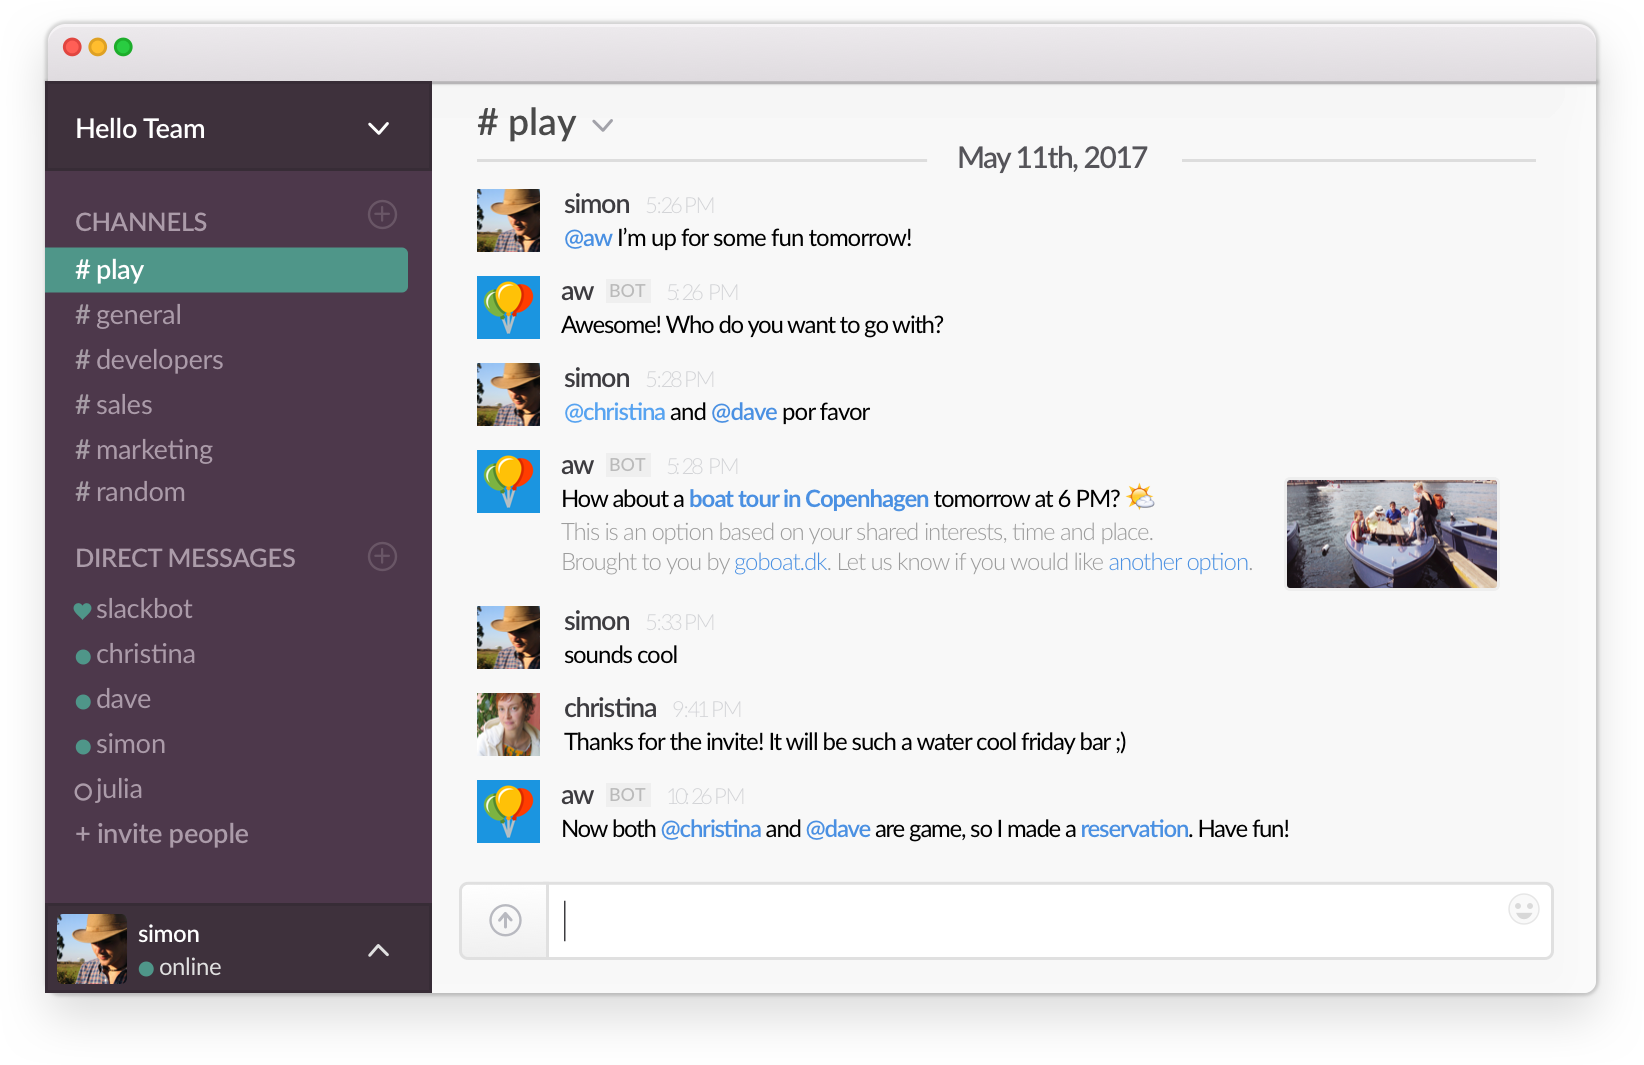 Hello Team
CHANNELS
# play
# general
# developers
# sales
# marketing
# random
DIRECT MESSAGES
slackbot
christina
dave
simon
julia
+ invite people
simon
online
# play
May 11th, 2017
simon 5:26 PM
@aw I’m up for some fun tomorrow!
aw BOT 5:26 PM
Awesome! Who do you want to go with?
simon 5:28 PM
@christina and @dave por favor
aw BOT 5:28 PM
How about a boat tour in Copenhagen tomorrow at 6 PM? 🌤
This is an option based on your shared interests, time and place.
Brought to you by goboat.dk. Let us know if you would like another option.
simon 5:33 PM
sounds cool
christina 9:41 PM
Thanks for the invite! It will be such a water cool friday bar ;)
aw BOT 10:26 PM
Now both @christina and @dave are game, so I made a reservation. Have fun!